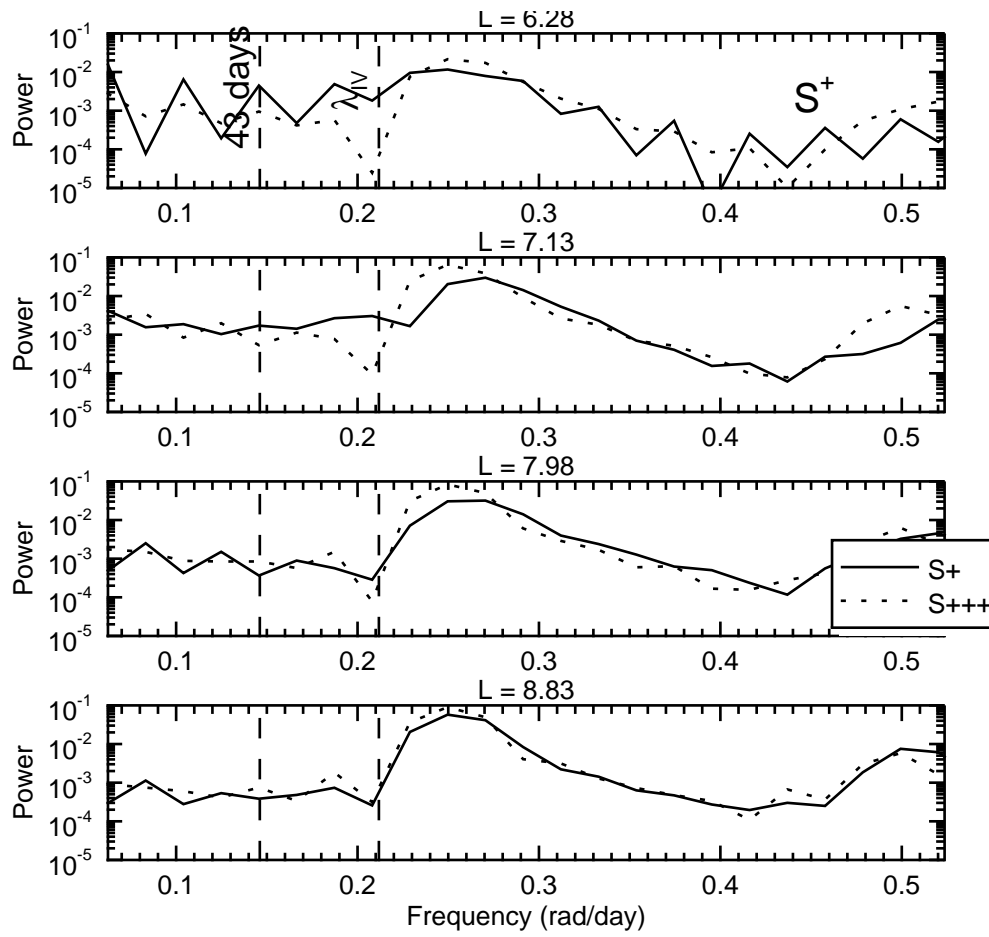 L = 6.28
Power
10-1
10-2
10-3
10-4
10-5
43 days
λIV
S+
0.1 0.2 0.3 0.4 0.5
L = 7.13
Power
10-1
10-2
10-3
10-4
10-5
0.1 0.2 0.3 0.4 0.5
L = 7.98
Power
10-1
10-2
10-3
10-4
10-5
S+
S+++
0.1 0.2 0.3 0.4 0.5
L = 8.83
Power
10-1
10-2
10-3
10-4
10-5
0.1 0.2 0.3 0.4 0.5
Frequency (rad/day)